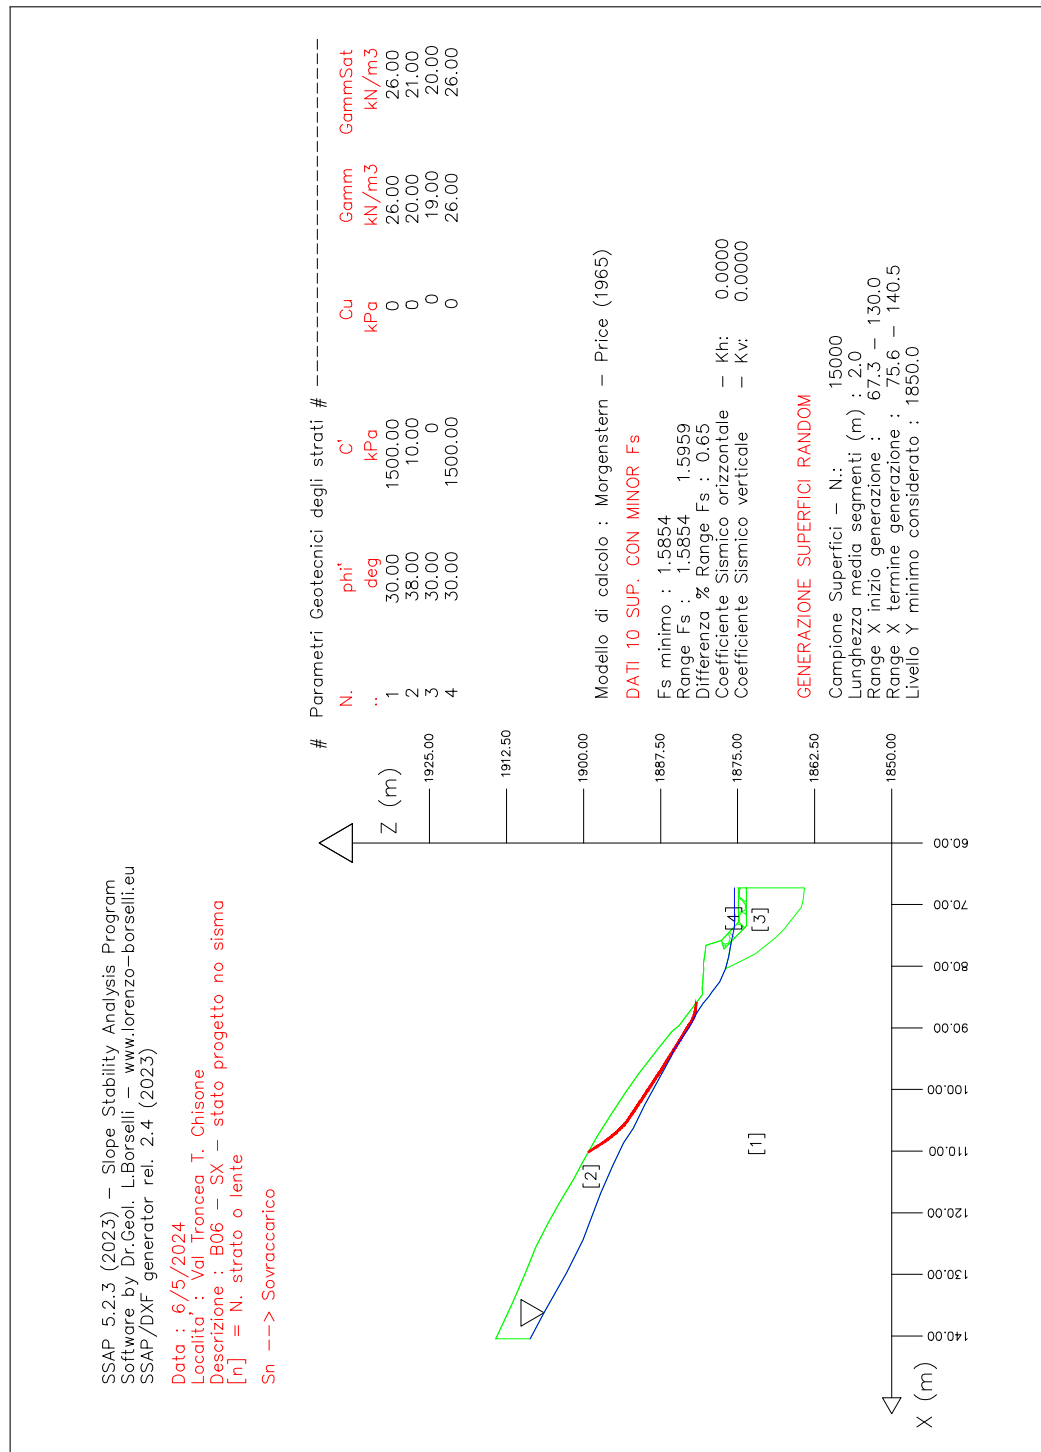 SSAP 5.2.3 (2023) - Slope Stability Analysis Program
Software by Dr.Geol. L.Borselli - www.lorenzo-borselli.eu
SSAP/DXF generator rel. 2.4 (2023)
Data : 6/5/2024
Localita' : Val Troncea T. Chisone
Descrizione : B06 - SX - stato progetto no sisma
[n] = N. strato o lente
Sn --> Sovraccarico
# Parametri Geotecnici degli strati # -----------------------
N. phi' C' Cu Gamm GammSat
.. deg kPa kPa kN/m3 kN/m3
1 30.00 1500.00 0 26.00 26.00
2 38.00 10.00 0 20.00 21.00
3 30.00 0 0 19.00 20.00
4 30.00 1500.00 0 26.00 26.00
Modello di calcolo : Morgenstern - Price (1965)
DATI 10 SUP. CON MINOR Fs
Fs minimo : 1.5854
Range Fs : 1.5854 1.5959
Differenza % Range Fs : 0.65
Coefficiente Sismico orizzontale - Kh: 0.0000
Coefficiente Sismico verticale - Kv: 0.0000
GENERAZIONE SUPERFICI RANDOM
Campione Superfici - N.: 15000
Lunghezza media segmenti (m) : 2.0
Range X inizio generazione : 67.3 - 130.0
Range X termine generazione : 75.6 - 140.5
Livello Y minimo considerato : 1850.0
Z (m)
1925.00
1912.50
1900.00
1887.50
1875.00
1862.50
1850.00
[2]
[4]
[3]
[1]
X (m)
140.00
130.00
120.00
110.00
100.00
90.00
80.00
70.00
60.00